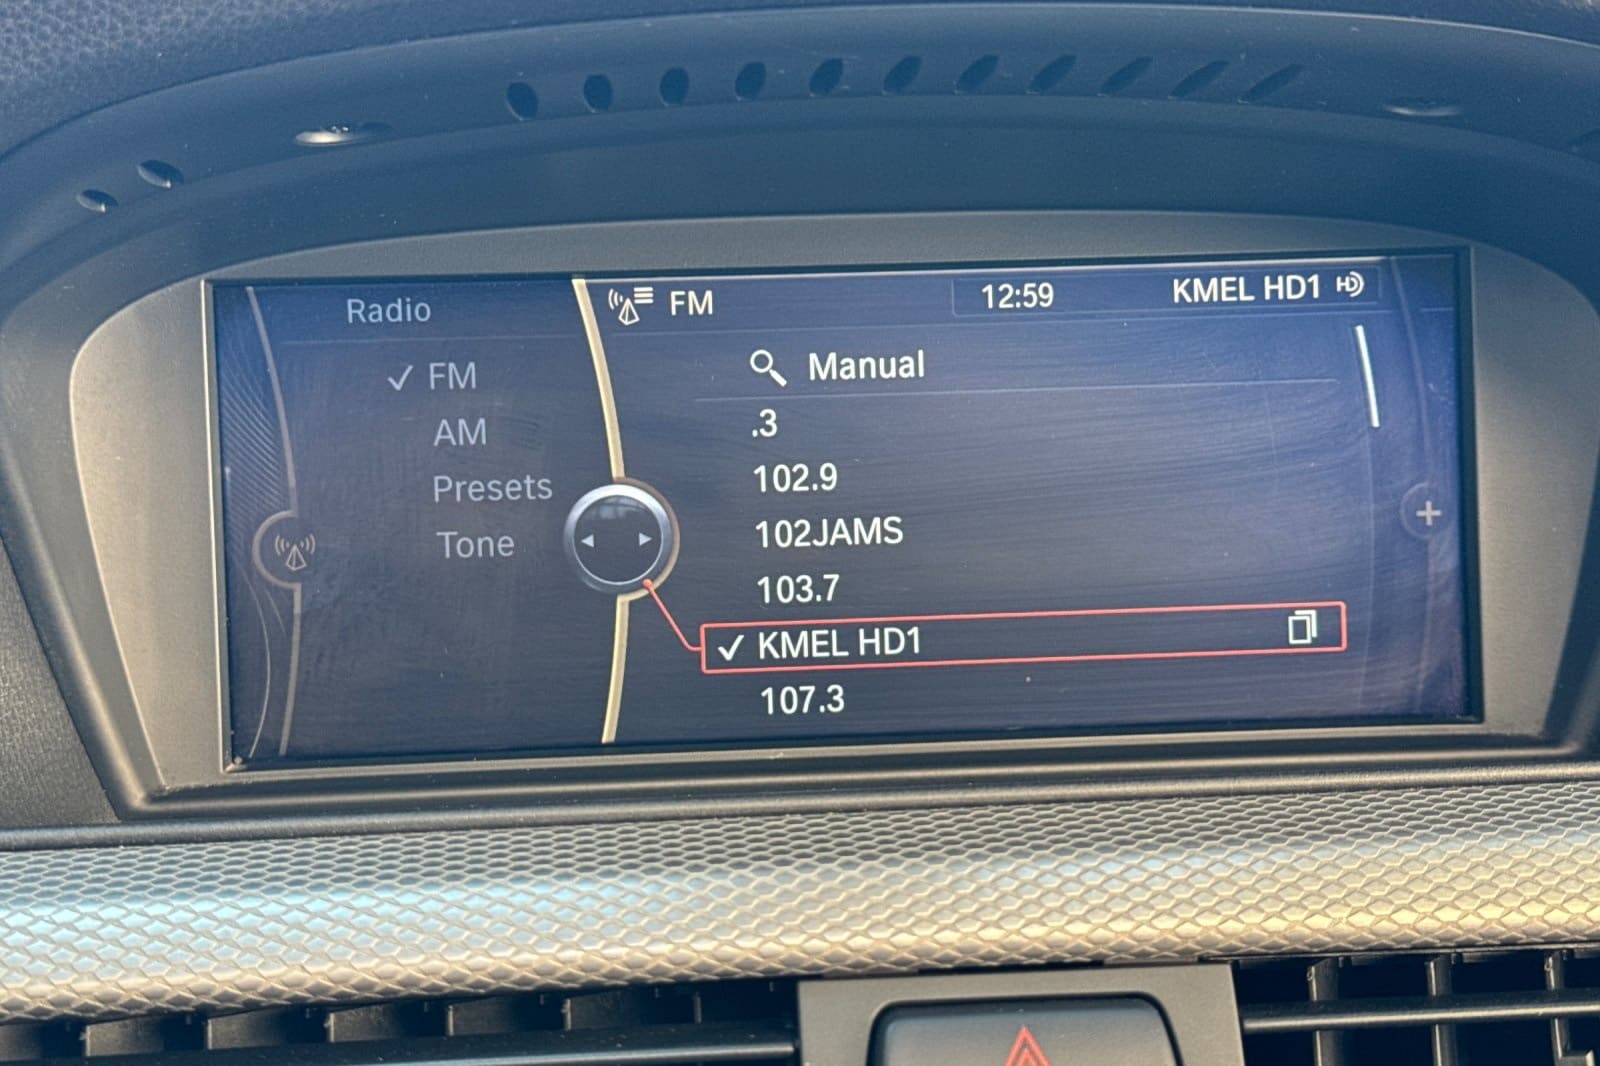 Radio
✓ FM
AM
Presets
Tone
FM 12:59 KMEL HD1 HD
Manual
.3
102.9
102JAMS
103.7
✓ KMEL HD1
107.3